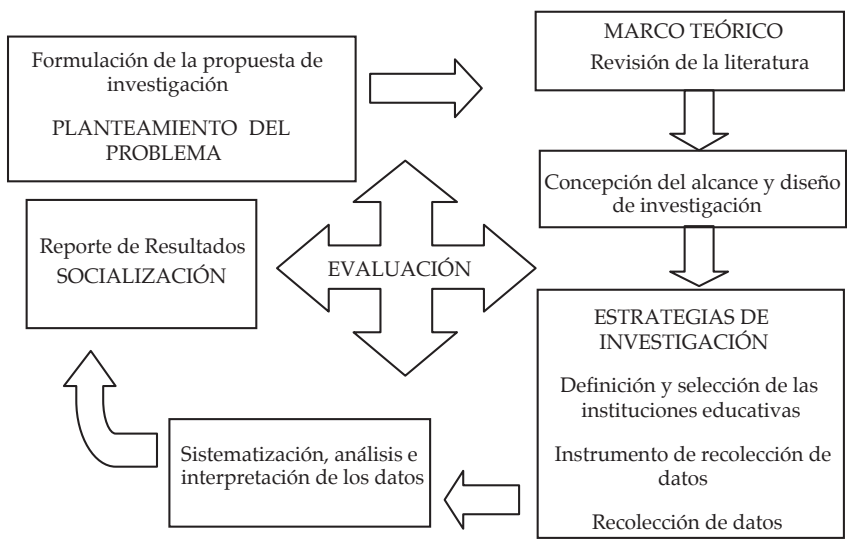 Formulación de la propuesta de
investigación
PLANTEAMIENTO DEL
PROBLEMA
MARCO TEÓRICO
Revisión de la literatura
Concepción del alcance y diseño
de investigación
ESTRATEGIAS DE
INVESTIGACIÓN
Definición y selección de las
instituciones educativas
Instrumento de recolección de
datos
Recolección de datos
Sistematización, análisis e
interpretación de los datos
Reporte de Resultados
SOCIALIZACIÓN
EVALUACIÓN